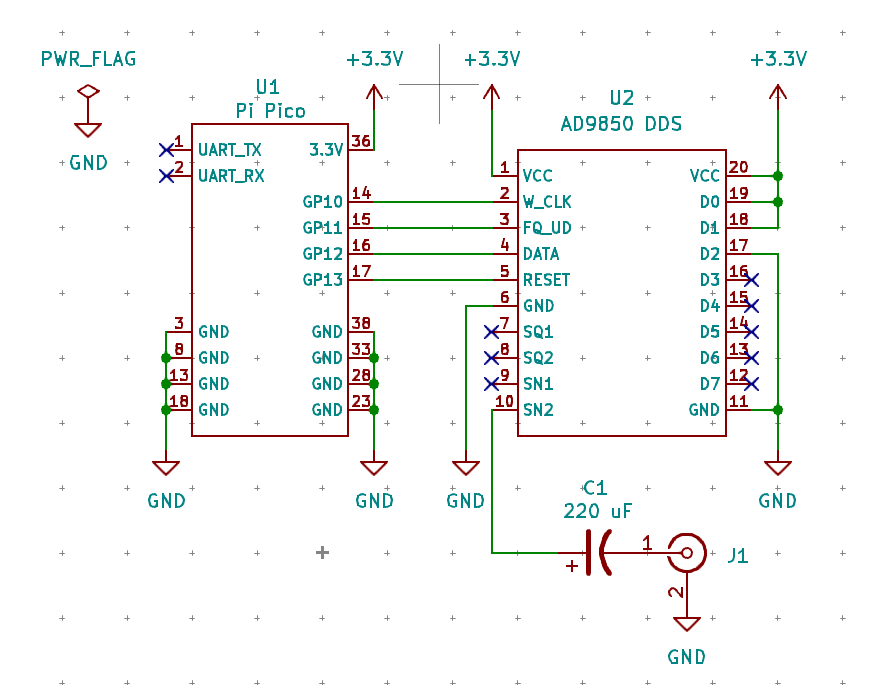 PWR_FLAG
GND
+3.3V
+3.3V
+3.3V
U1
Pi Pico
1 UART_TX
2 UART_RX
3.3V 36
GP10 14
GP11 15
GP12 16
GP13 17
3 GND
8 GND
13 GND
18 GND
GND 38
GND 33
GND 28
GND 23
GND
GND
U2
AD9850 DDS
1 VCC
2 W_CLK
3 FQ_UD
4 DATA
5 RESET
6 GND
7 SQ1
8 SQ2
9 SN1
10 SN2
VCC 20
D0 19
D1 18
D2 17
D3 16
D4 15
D5 14
D6 13
D7 12
GND 11
GND
GND
C1
220 uF
+
1
J1
2
GND